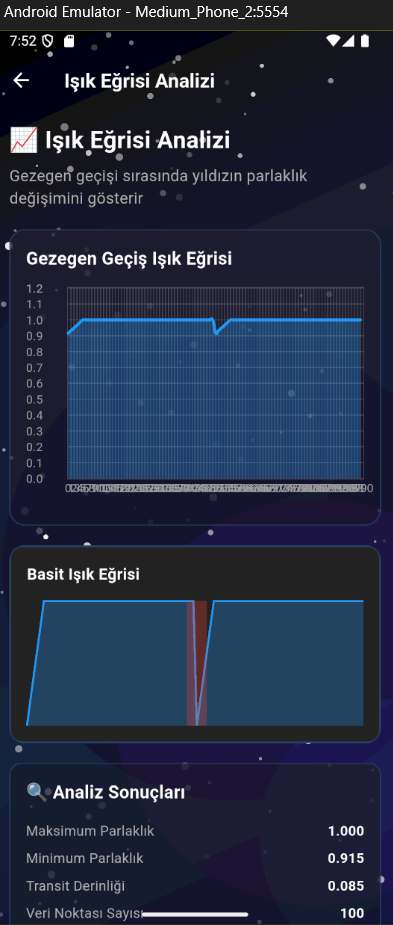 Android Emulator - Medium_Phone_2:5554
7:52
Işık Eğrisi Analizi
📈 Işık Eğrisi Analizi
Gezegen geçişi sırasında yıldızın parlaklık
değişimini gösterir
Gezegen Geçiş Işık Eğrisi
1.2
1.1
1.0
0.9
0.8
0.7
0.6
0.5
0.4
0.3
0.2
0.1
0.0
Basit Işık Eğrisi
🔍 Analiz Sonuçları
Maksimum Parlaklık 1.000
Minimum Parlaklık 0.915
Transit Derinliği 0.085
Veri Noktası Sayısı 100